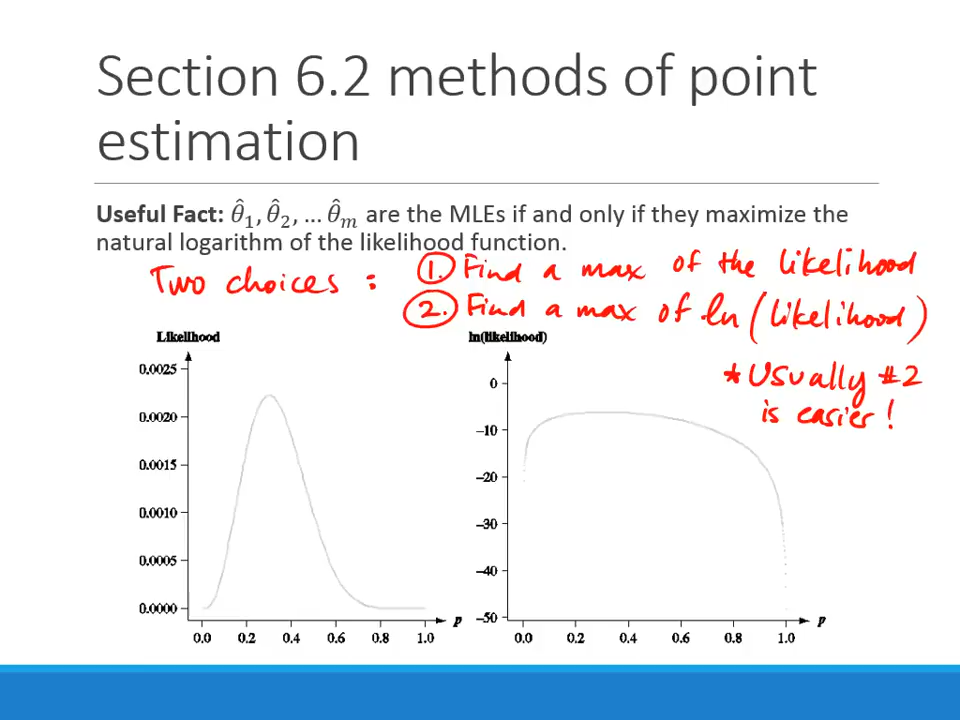 Section 6.2 methods of point
estimation
Useful Fact: θ̂₁, θ̂₂, … θ̂ₘ are the MLEs if and only if they maximize the
natural logarithm of the likelihood function.
Two choices : 1. Find a max of the likelihood
2. Find a max of ln (likelihood)
* Usually #2
is easier!
Likelihood
0.0025
0.0020
0.0015
0.0010
0.0005
0.0000
0.0 0.2 0.4 0.6 0.8 1.0 p
ln(likelihood)
0
−10
−20
−30
−40
−50
0.0 0.2 0.4 0.6 0.8 1.0 p